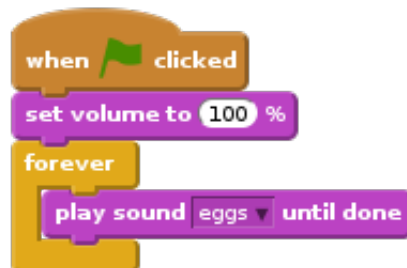 when clicked
set volume to 100 %
forever
play sound eggs until done